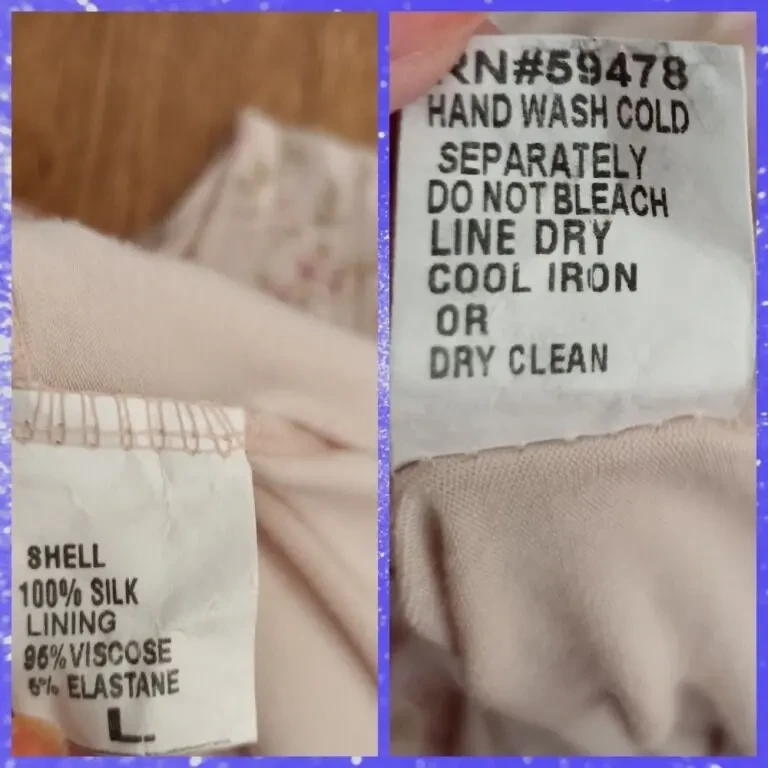 SHELL
100% SILK
LINING
95% VISCOSE
5% ELASTANE
L
RN#59478
HAND WASH COLD
SEPARATELY
DO NOT BLEACH
LINE DRY
COOL IRON
OR
DRY CLEAN